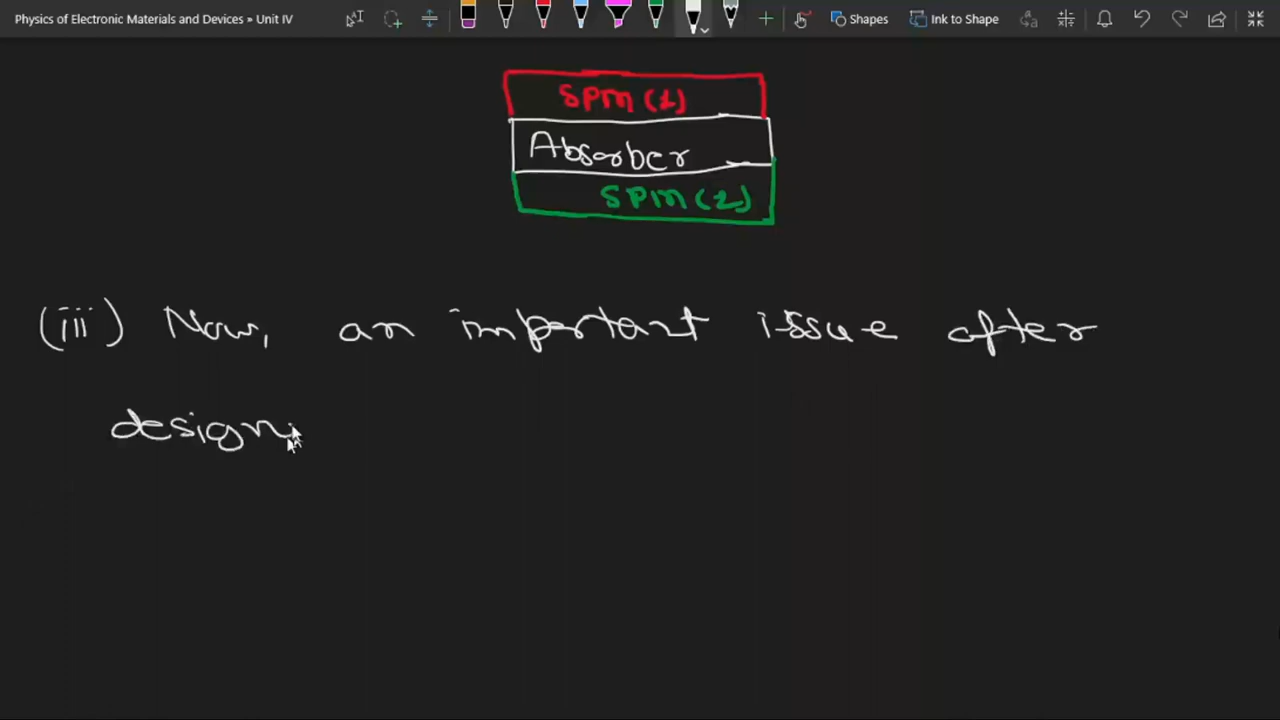 Physics of Electronic Materials and Devices » Unit IV
Shapes
Ink to Shape
SPM (1)
Absorber
SPM (2)
(iii) Now, an important issue after
design